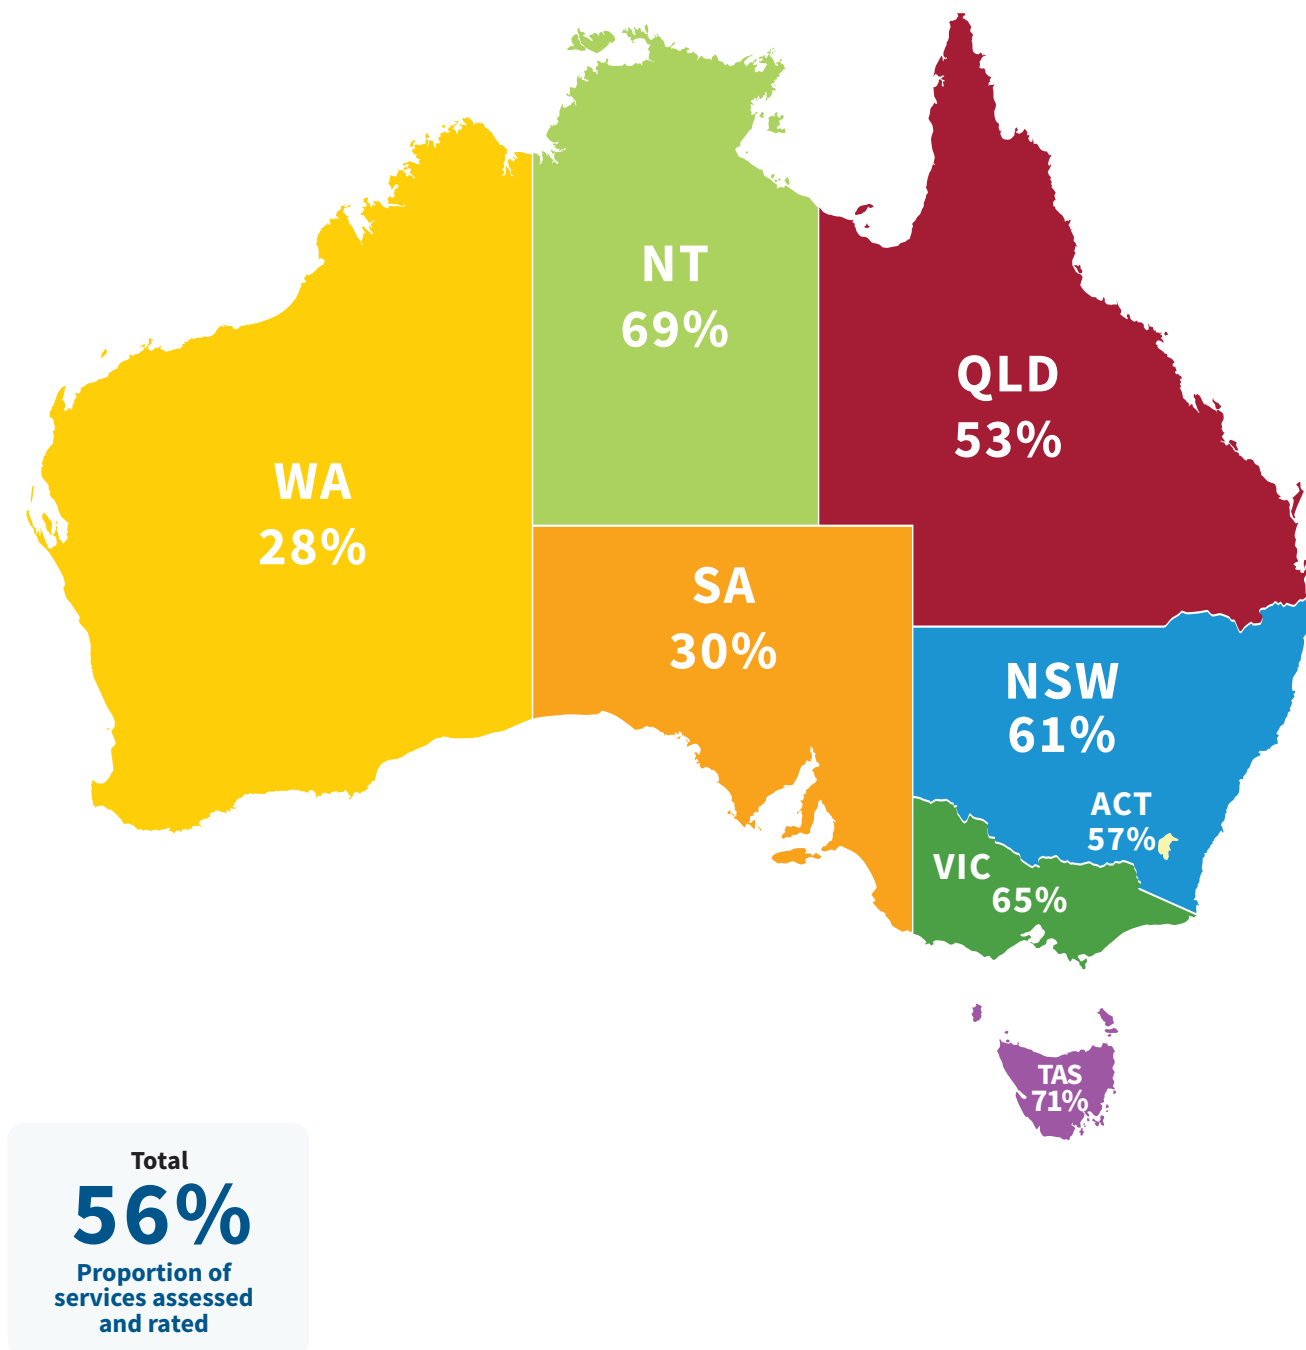 NT
69%
QLD
53%
WA
28%
SA
30%
NSW
61%
ACT
57%
VIC
65%
TAS
71%
Total
56%
Proportion of
services assessed
and rated